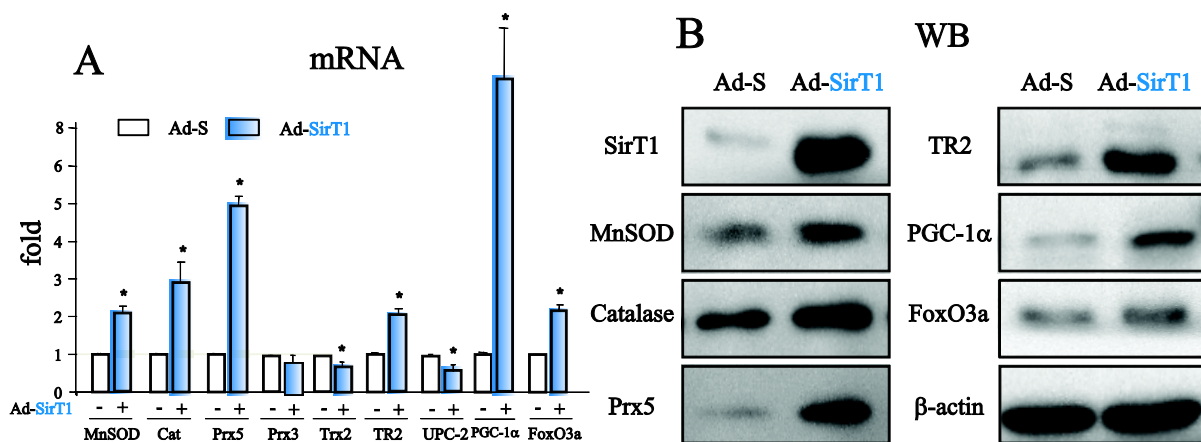 A
mRNA
Ad-S
Ad-SirT1
fold
8
6
5
4
3
2
1
0
* * * * * * * *
Ad-SirT1 - + - + - + - + - + - + - + - + - +
MnSOD Cat Prx5 Prx3 Trx2 TR2 UPC-2 PGC-1α FoxO3a
B
WB
Ad-S Ad-SirT1
SirT1
MnSOD
Catalase
Prx5
Ad-S Ad-SirT1
TR2
PGC-1α
FoxO3a
β-actin